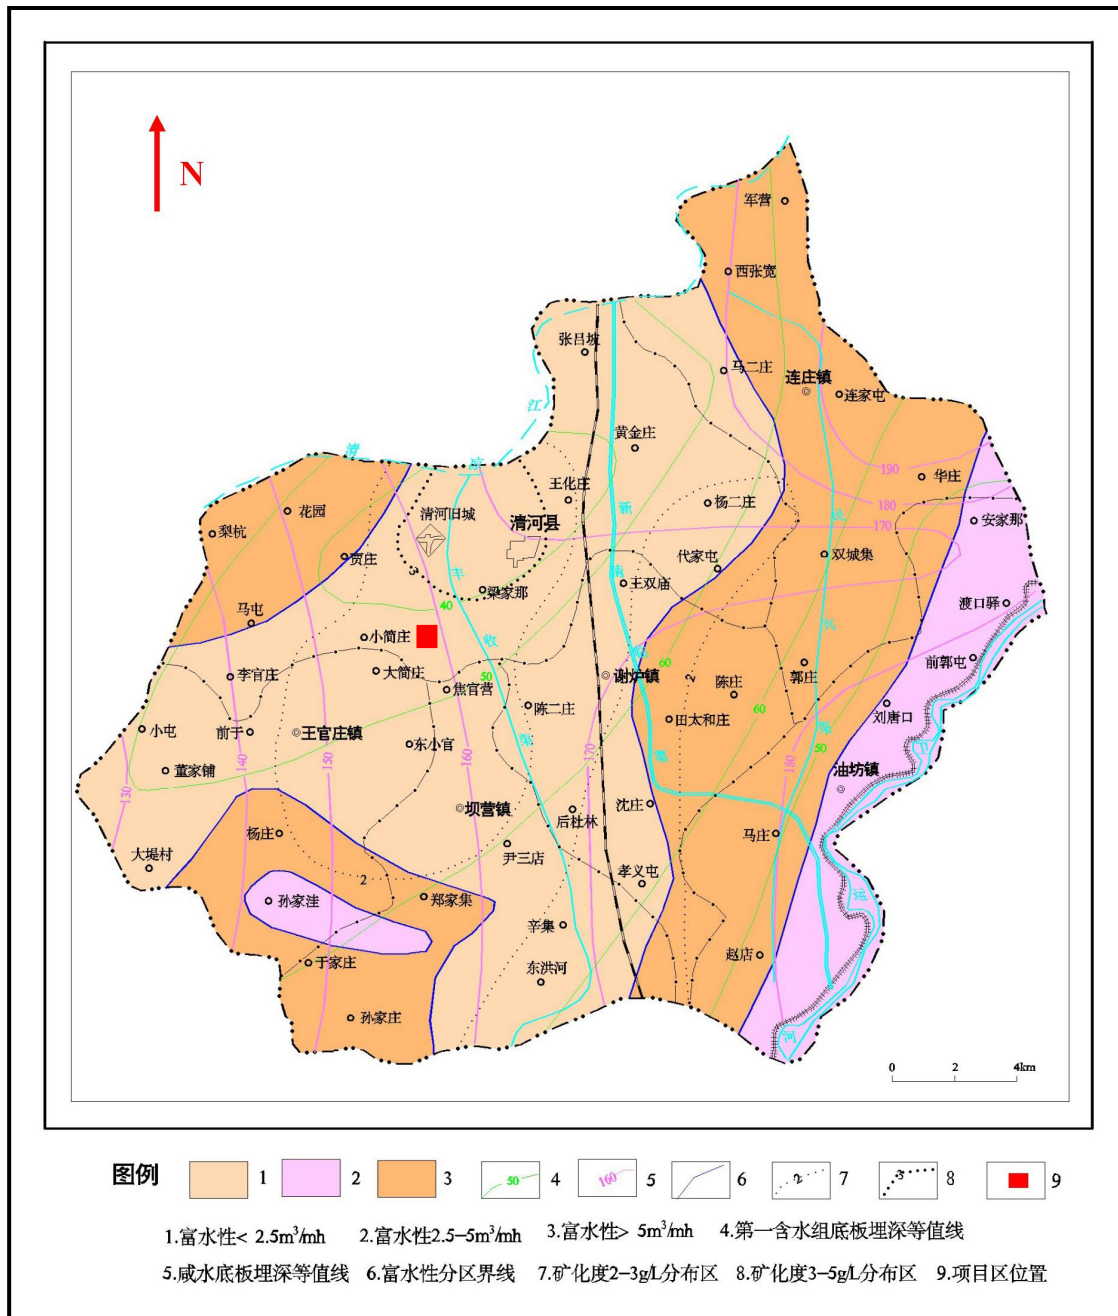 N
军营
西张宽
张吕坡
马二庄
连庄镇
连家屯
江
黄金庄
清
凉
190
华庄
王化庄
180
花园
清河旧城
清河县
新
杨二庄
民
170
安家那
梨杭
贾庄
丰
清
代家屯
双城集
3
梁家那
王双庙
40
渡口驿
马屯
小简庄
收
兴
前郭屯
李官庄
大简庄
50
谢炉镇
60
郭庄
焦官营
2
陈庄
陈二庄
60
刘唐口
小屯
前于
王官庄镇
东小官
渠
田太和庄
渠
50
卫
董家铺
140
150
160
170
渠
180
油坊镇
130
坝营镇
沈庄
后杜林
杨庄
马庄
大堤村
尹三店
2
孝义屯
孙家洼
郑家集
运
辛集
于家庄
赵店
东洪河
孙家庄
河
0 2 4km
图例 1 2 3 50 4 160 5 6 2 7 3 8 9
1.富水性< 2.5m³/mh 2.富水性2.5–5m³/mh 3.富水性> 5m³/mh 4.第一含水组底板埋深等值线
5.咸水底板埋深等值线 6.富水性分区界线 7.矿化度2–3g/L分布区 8.矿化度3–5g/L分布区 9.项目区位置